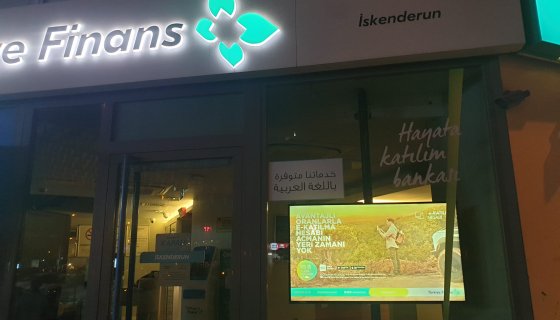 e Finans
İskenderun
Hayata
katılım
bankası
خدماتنا متوفرة
باللغة العربية
AVANTAJLI
ORANLARLA
E-KATILMA
HESABI
AÇMANIN
YERİ ZAMANI
YOK
İSKENDERUN